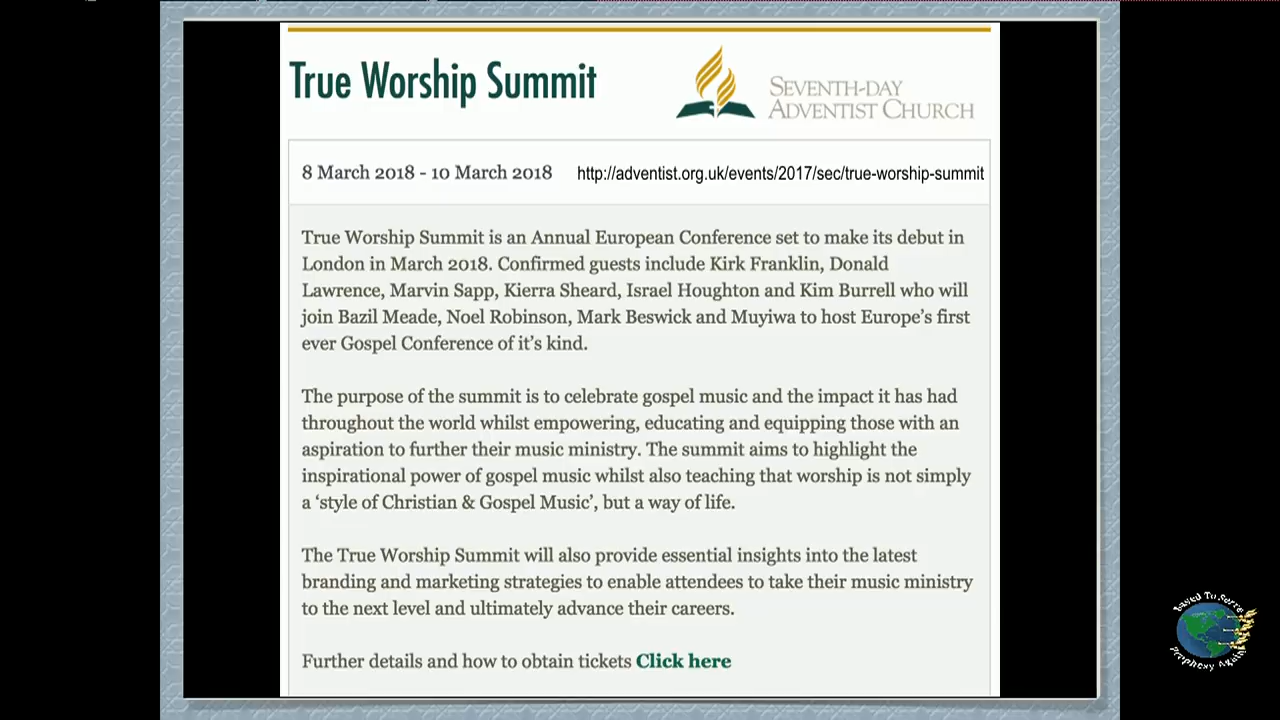 True Worship Summit
SEVENTH-DAY
ADVENTIST CHURCH
8 March 2018 - 10 March 2018
http://adventist.org.uk/events/2017/sec/true-worship-summit
True Worship Summit is an Annual European Conference set to make its debut in
London in March 2018. Confirmed guests include Kirk Franklin, Donald
Lawrence, Marvin Sapp, Kierra Sheard, Israel Houghton and Kim Burrell who will
join Bazil Meade, Noel Robinson, Mark Beswick and Muyiwa to host Europe's first
ever Gospel Conference of it's kind.
The purpose of the summit is to celebrate gospel music and the impact it has had
throughout the world whilst empowering, educating and equipping those with an
aspiration to further their music ministry. The summit aims to highlight the
inspirational power of gospel music whilst also teaching that worship is not simply
a 'style of Christian & Gospel Music', but a way of life.
The True Worship Summit will also provide essential insights into the latest
branding and marketing strategies to enable attendees to take their music ministry
to the next level and ultimately advance their careers.
Further details and how to obtain tickets Click here
Prophecy